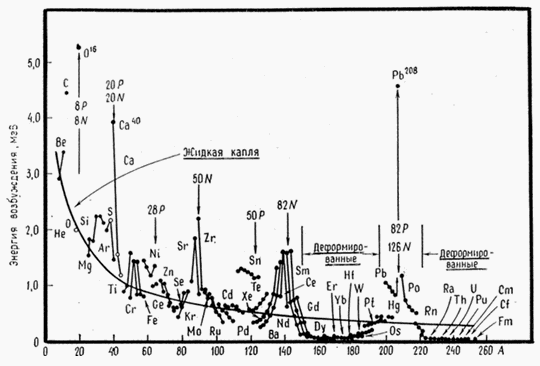 Энергия возбуждения, МэВ
5,0
4,0
3,0
2,0
1,0
0
20
40
60
80
100
120
140
160
180
200
220
240
260 A
C
O¹⁶
8P
8N
20P
20N
Ca⁴⁰
Ca
Be
Жидкая капля
He
O
Si
S
Mg
Ar
Ti
Cr
Fe
28P
Ni
Zn
Ge
Se
Kr
50N
Sr
Zr
Mo
Ru
Cd
Pd
50P
Sn
Te
Xe
Ba
82N
Sm
Ce
Nd
Gd
Деформиро-
ванные
Dy
Er
Yb
Hf
W
Os
Pt
Hg
Pb
Pb²⁰⁸
82P
126N
Po
Rn
Деформиро-
ванные
Ra
Th
U
Pu
Cm
Cf
Fm